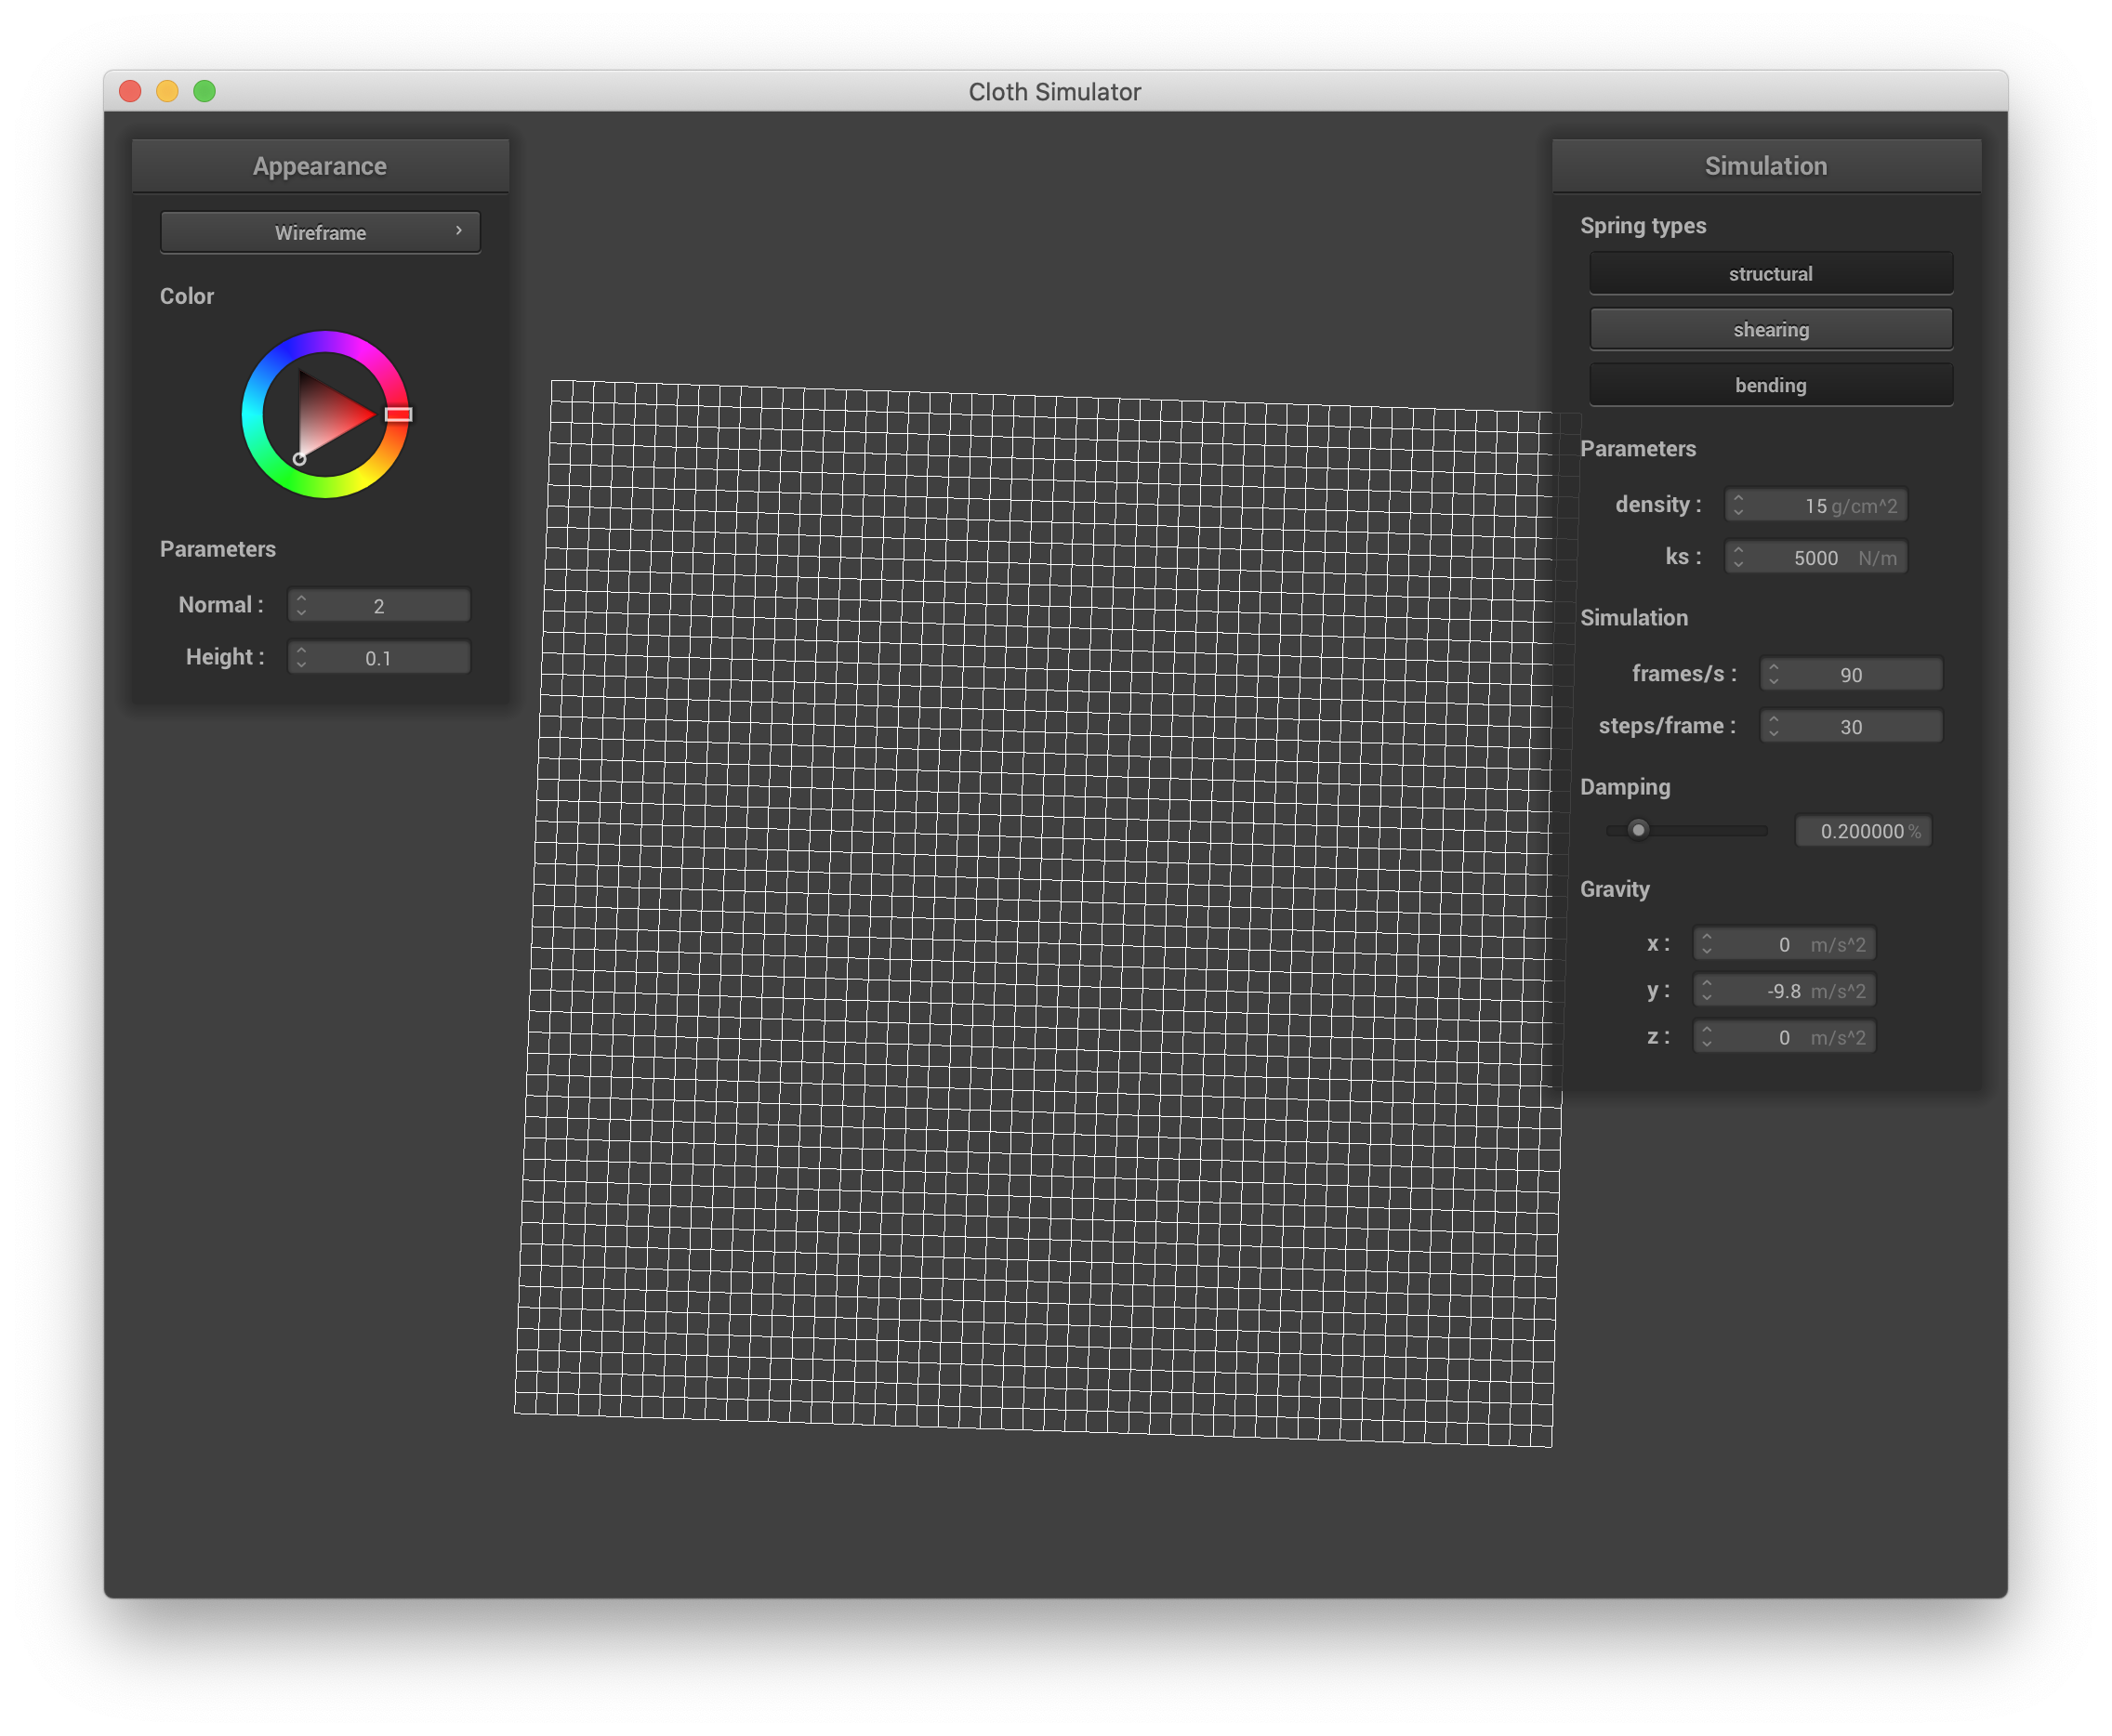 Cloth Simulator
Appearance
Wireframe
Color
Parameters
Normal : 2
Height : 0.1
Simulation
Spring types
structural
shearing
bending
Parameters
density : 15 g/cm^2
ks : 5000 N/m
Simulation
frames/s : 90
steps/frame : 30
Damping
0.200000 %
Gravity
x : 0 m/s^2
y : -9.8 m/s^2
z : 0 m/s^2